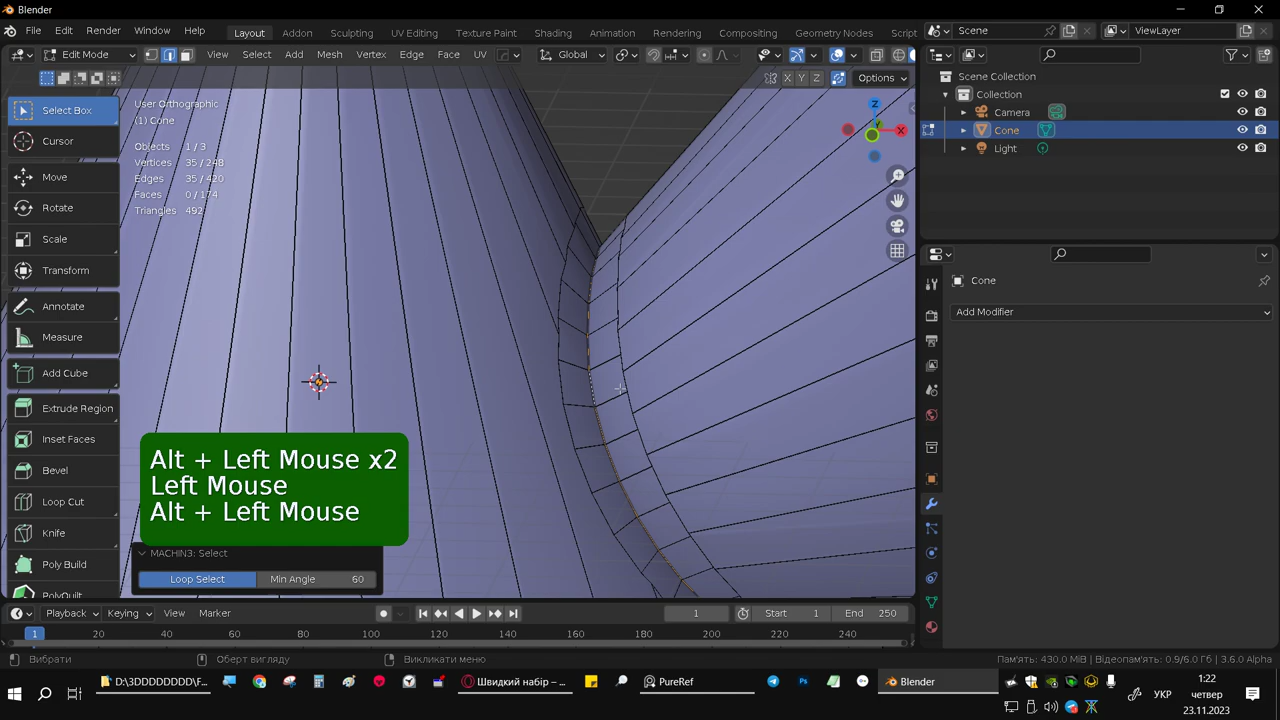 Blender
File Edit Render Window Help Layout Addon Sculpting UV Editing Texture Paint Shading Animation Rendering Compositing Geometry Nodes Script Scene ViewLayer
Edit Mode View Select Add Mesh Vertex Edge Face UV Global
X Y Z Options
Select Box
Cursor
Move
Rotate
Scale
Transform
Annotate
Measure
Add Cube
Extrude Region
Inset Faces
Bevel
Loop Cut
Knife
Poly Build
PolyQuilt
User Orthographic
(1) Cone
Objects 1 / 3
Vertices 35 / 248
Edges 35 / 420
Faces 0 / 174
Triangles 492
Z
X
Alt + Left Mouse x2
Left Mouse
Alt + Left Mouse
MACHIN3: Select
Loop Select Min Angle 60
Scene Collection
Collection
Camera
Cone
Light
Cone
Add Modifier
Playback Keying View Marker 1 Start 1 End 250
1 20 40 60 80 100 120 140 160 180 200 220 240
Вибрати Оберт вигляду Викликати меню Пам'ять: 430.0 МіБ | Відеопам'ять: 0.9/6.0 Гб | 3.6.0 Alpha
D:\3DDDDDDDD\F... Швидкий набір – ... PureRef Blender
УКР
1:22
четвер
23.11.2023